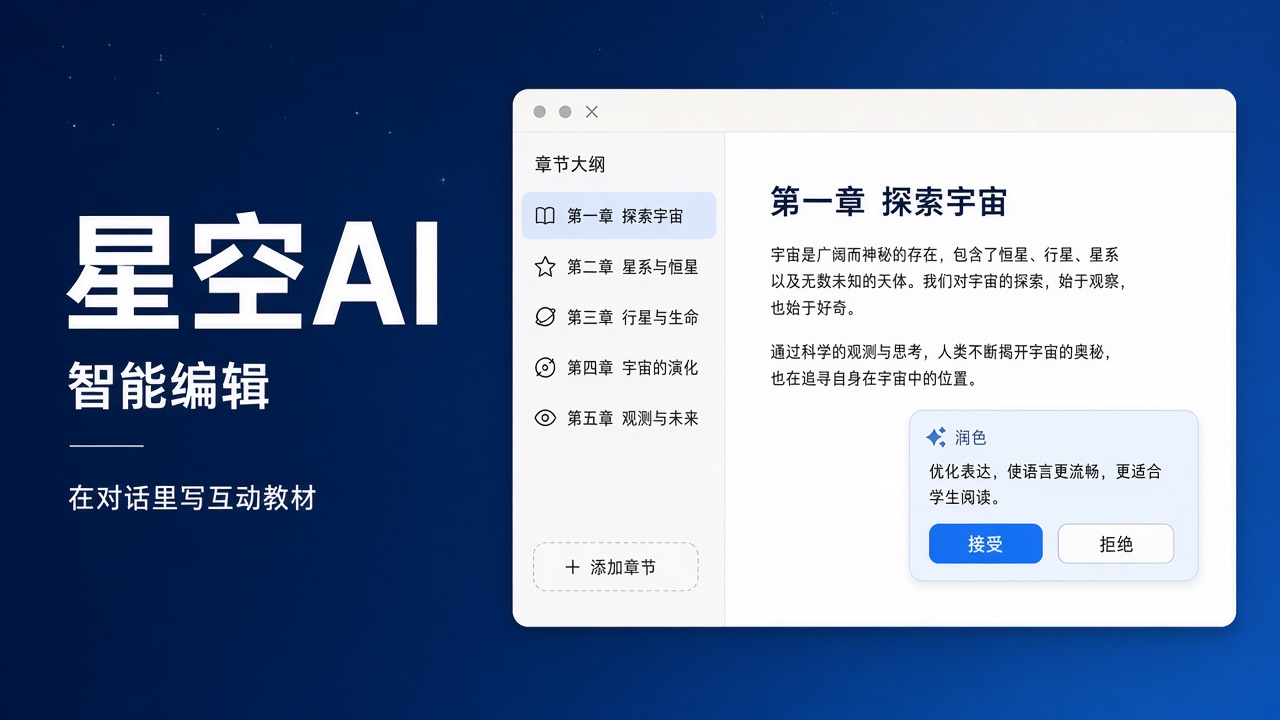 星空AI
智能编辑
在对话里写互动教材
章节大纲
第一章 探索宇宙
第二章 星系与恒星
第三章 行星与生命
第四章 宇宙的演化
第五章 观测与未来
添加章节
第一章 探索宇宙
宇宙是广阔而神秘的存在，包含了恒星、行星、星系
以及无数未知的天体。我们对宇宙的探索，始于观察，
也始于好奇。
通过科学的观测与思考，人类不断揭开宇宙的奥秘，
也在追寻自身在宇宙中的位置。
润色
优化表达，使语言更流畅，更适合
学生阅读。
接受
拒绝